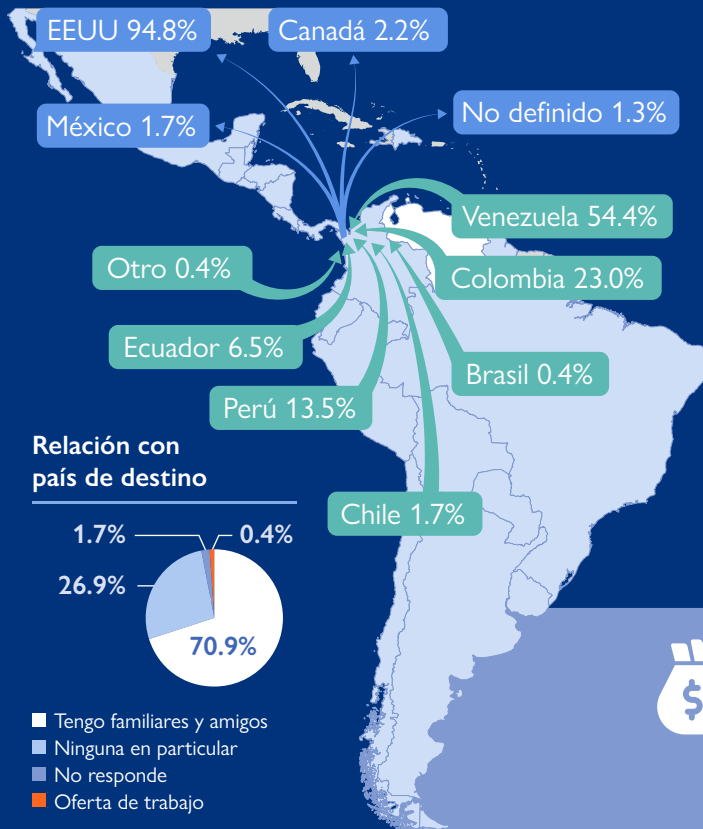 EEUU 94.8%
Canadá 2.2%
México 1.7%
No definido 1.3%
Venezuela 54.4%
Otro 0.4%
Colombia 23.0%
Ecuador 6.5%
Brasil 0.4%
Perú 13.5%
Chile 1.7%
Relación con
país de destino
1.7%
0.4%
26.9%
70.9%
Tengo familiares y amigos
Ninguna en particular
No responde
Oferta de trabajo
$